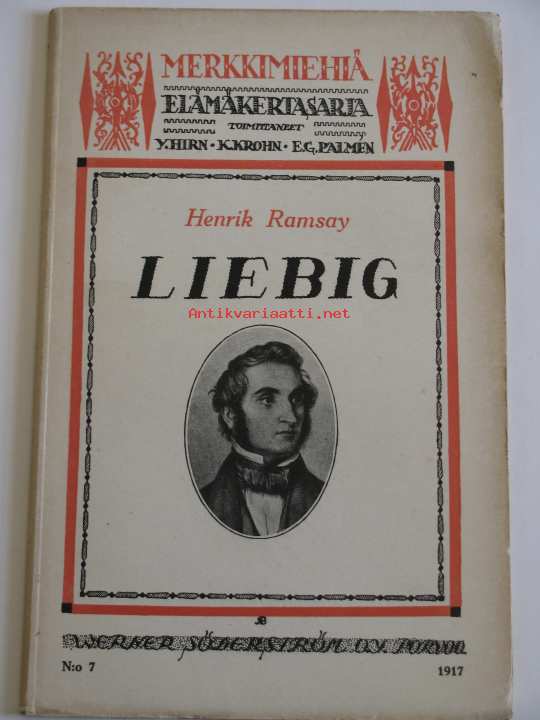 MERKKIMIEHIÄ
ELÄMÄKERTASARJA
TOIMITTANEET
Y. HIRN · K. KROHN · E. G. PALMÉN
Henrik Ramsay
LIEBIG
Antikvariaatti.net
WERNER SÖDERSTRÖM O.Y. PORVOO
N:o 7
1917